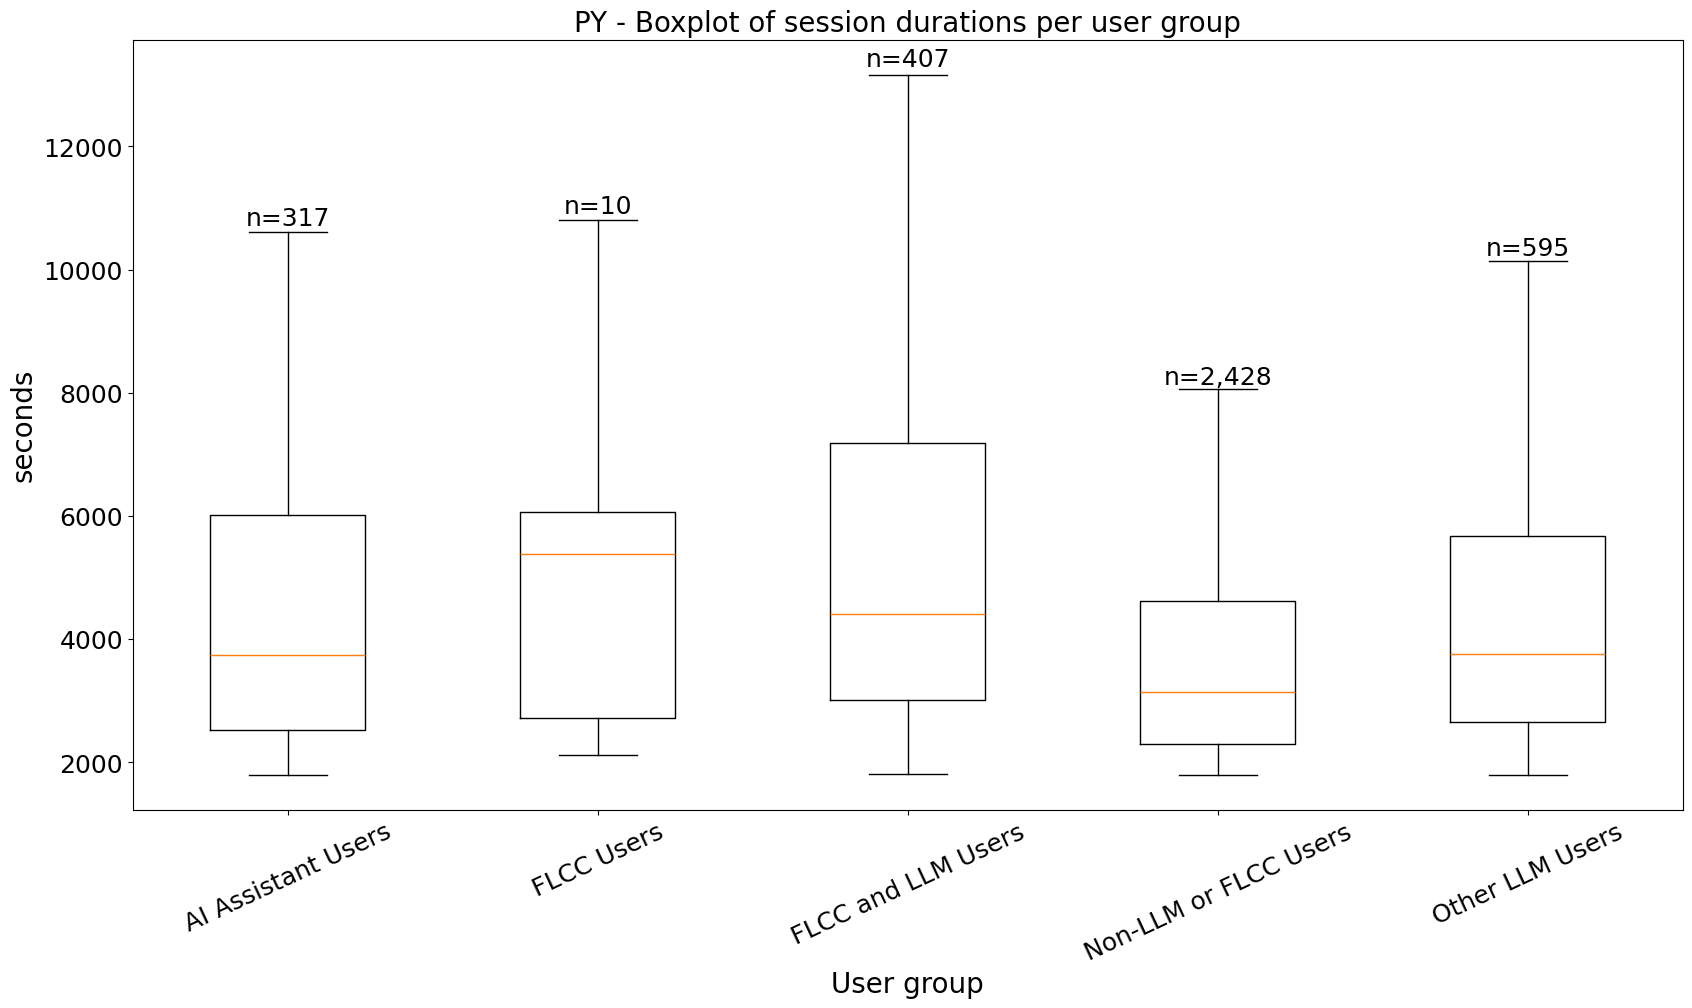 PY - Boxplot of session durations per user group
n=407
n=10
n=317
n=595
n=2,428
seconds
12000
10000
8000
6000
4000
2000
AI Assistant Users
FLCC Users
FLCC and LLM Users
Non-LLM or FLCC Users
Other LLM Users
User group